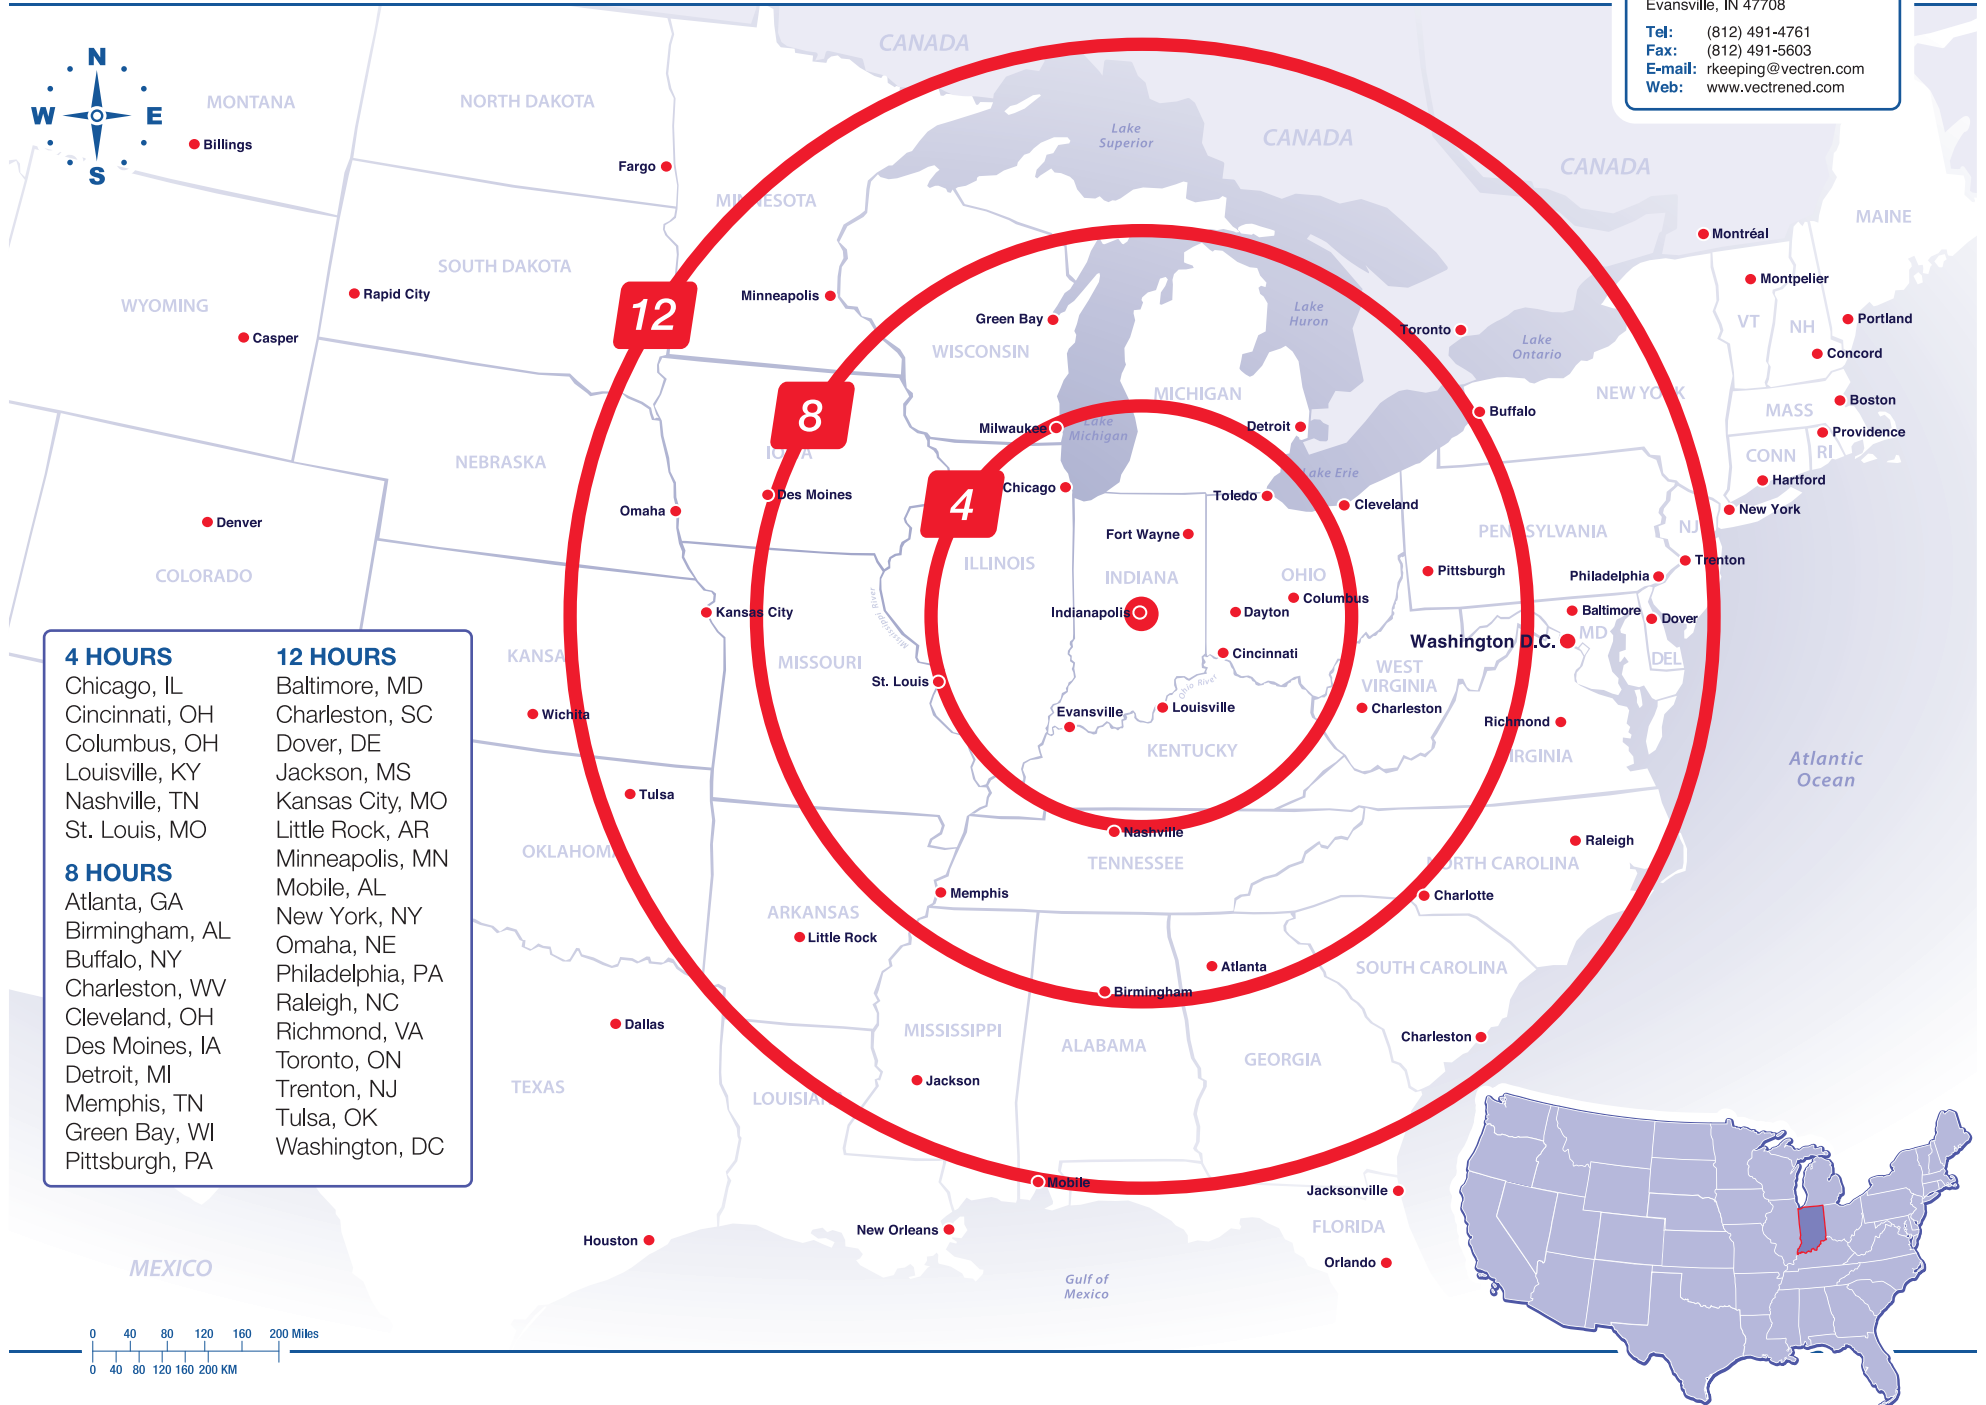 Evansville, IN 47708
Tel: (812) 491-4761
Fax: (812) 491-5603
E-mail: rkeeping@vectren.com
Web: www.vectrened.com
N
W E
S
CANADA
CANADA
CANADA
MONTANA
Billings
NORTH DAKOTA
Fargo
MINNESOTA
Lake
Superior
MAINE
Montréal
SOUTH DAKOTA
Rapid City
WYOMING
Casper
12
Minneapolis
Green Bay
WISCONSIN
Lake
Huron
Toronto
Lake
Ontario
Montpelier
VT
NH
Portland
Concord
8
IOWA
MICHIGAN
Milwaukee
Lake
Michigan
Detroit
Buffalo
NEW YORK
MASS
Boston
Providence
CONN
RI
Hartford
NEBRASKA
Omaha
Des Moines
4
Chicago
Toledo
Lake Erie
Cleveland
New York
Denver
COLORADO
ILLINOIS
Fort Wayne
INDIANA
OHIO
PENNSYLVANIA
NJ
Pittsburgh
Philadelphia
Trenton
Mississippi River
Kansas City
Indianapolis
Dayton
Columbus
Baltimore
Dover
Washington D.C.
MD
DEL
KANSAS
MISSOURI
St. Louis
Cincinnati
WEST
VIRGINIA
Ohio River
Wichita
Evansville
Louisville
Charleston
Richmond
KENTUCKY
VIRGINIA
Atlantic
Ocean
Tulsa
OKLAHOMA
Nashville
TENNESSEE
Raleigh
NORTH CAROLINA
Memphis
Charlotte
ARKANSAS
Little Rock
Atlanta
SOUTH CAROLINA
Birmingham
Dallas
MISSISSIPPI
ALABAMA
GEORGIA
Charleston
TEXAS
LOUISIANA
Jackson
Mobile
Jacksonville
FLORIDA
New Orleans
Houston
Orlando
MEXICO
Gulf of
Mexico
4 HOURS
Chicago, IL
Cincinnati, OH
Columbus, OH
Louisville, KY
Nashville, TN
St. Louis, MO
8 HOURS
Atlanta, GA
Birmingham, AL
Buffalo, NY
Charleston, WV
Cleveland, OH
Des Moines, IA
Detroit, MI
Memphis, TN
Green Bay, WI
Pittsburgh, PA
12 HOURS
Baltimore, MD
Charleston, SC
Dover, DE
Jackson, MS
Kansas City, MO
Little Rock, AR
Minneapolis, MN
Mobile, AL
New York, NY
Omaha, NE
Philadelphia, PA
Raleigh, NC
Richmond, VA
Toronto, ON
Trenton, NJ
Tulsa, OK
Washington, DC
0 40 80 120 160 200 Miles
0 40 80 120 160 200 KM